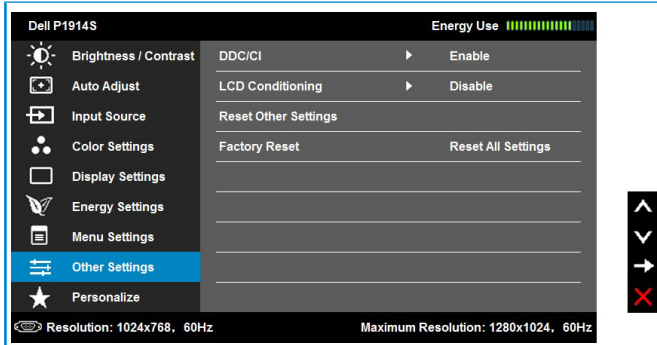 Dell P1914S Energy Use
Brightness / Contrast DDC/CI Enable
Auto Adjust LCD Conditioning Disable
Input Source Reset Other Settings
Color Settings Factory Reset Reset All Settings
Display Settings
Energy Settings
Menu Settings
Other Settings
Personalize
Resolution: 1024x768, 60Hz Maximum Resolution: 1280x1024, 60Hz